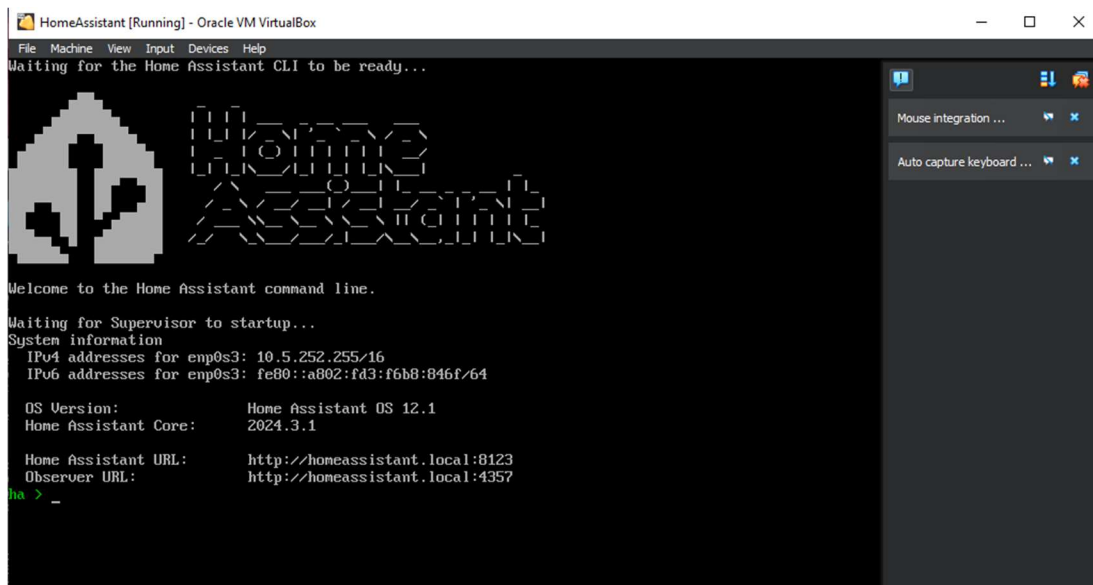 HomeAssistant [Running] - Oracle VM VirtualBox
File Machine View Input Devices Help
Waiting for the Home Assistant CLI to be ready...
Home
Assistant
Welcome to the Home Assistant command line.
Waiting for Supervisor to startup...
System information
IPv4 addresses for enp0s3: 10.5.252.255/16
IPv6 addresses for enp0s3: fe80::a802:fd3:f6b8:846f/64
OS Version: Home Assistant OS 12.1
Home Assistant Core: 2024.3.1
Home Assistant URL: http://homeassistant.local:8123
Observer URL: http://homeassistant.local:4357
ha > _
Mouse integration ...
Auto capture keyboard ...